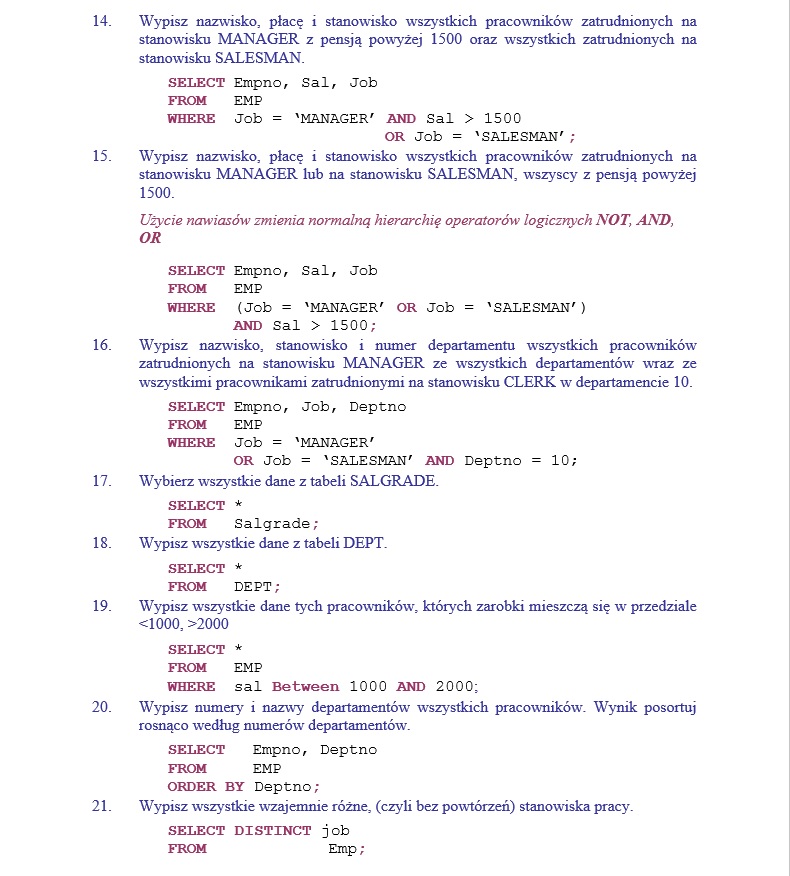 14. Wypisz nazwisko, płacę i stanowisko wszystkich pracowników zatrudnionych na
stanowisku MANAGER z pensją powyżej 1500 oraz wszystkich zatrudnionych na
stanowisku SALESMAN.
SELECT Empno, Sal, Job
FROM EMP
WHERE Job = ‘MANAGER’ AND Sal > 1500
OR Job = ‘SALESMAN’;
15. Wypisz nazwisko, płacę i stanowisko wszystkich pracowników zatrudnionych na
stanowisku MANAGER lub na stanowisku SALESMAN, wszyscy z pensją powyżej
1500.
Użycie nawiasów zmienia normalną hierarchię operatorów logicznych NOT, AND,
OR
SELECT Empno, Sal, Job
FROM EMP
WHERE (Job = ‘MANAGER’ OR Job = ‘SALESMAN’)
AND Sal > 1500;
16. Wypisz nazwisko, stanowisko i numer departamentu wszystkich pracowników
zatrudnionych na stanowisku MANAGER ze wszystkich departamentów wraz ze
wszystkimi pracownikami zatrudnionymi na stanowisku CLERK w departamencie 10.
SELECT Empno, Job, Deptno
FROM EMP
WHERE Job = ‘MANAGER’
OR Job = ‘SALESMAN’ AND Deptno = 10;
17. Wybierz wszystkie dane z tabeli SALGRADE.
SELECT *
FROM Salgrade;
18. Wypisz wszystkie dane z tabeli DEPT.
SELECT *
FROM DEPT;
19. Wypisz wszystkie dane tych pracowników, których zarobki mieszczą się w przedziale
<1000, >2000
SELECT *
FROM EMP
WHERE sal Between 1000 AND 2000;
20. Wypisz numery i nazwy departamentów wszystkich pracowników. Wynik posortuj
rosnąco według numerów departamentów.
SELECT Empno, Deptno
FROM EMP
ORDER BY Deptno;
21. Wypisz wszystkie wzajemnie różne, (czyli bez powtórzeń) stanowiska pracy.
SELECT DISTINCT job
FROM Emp;